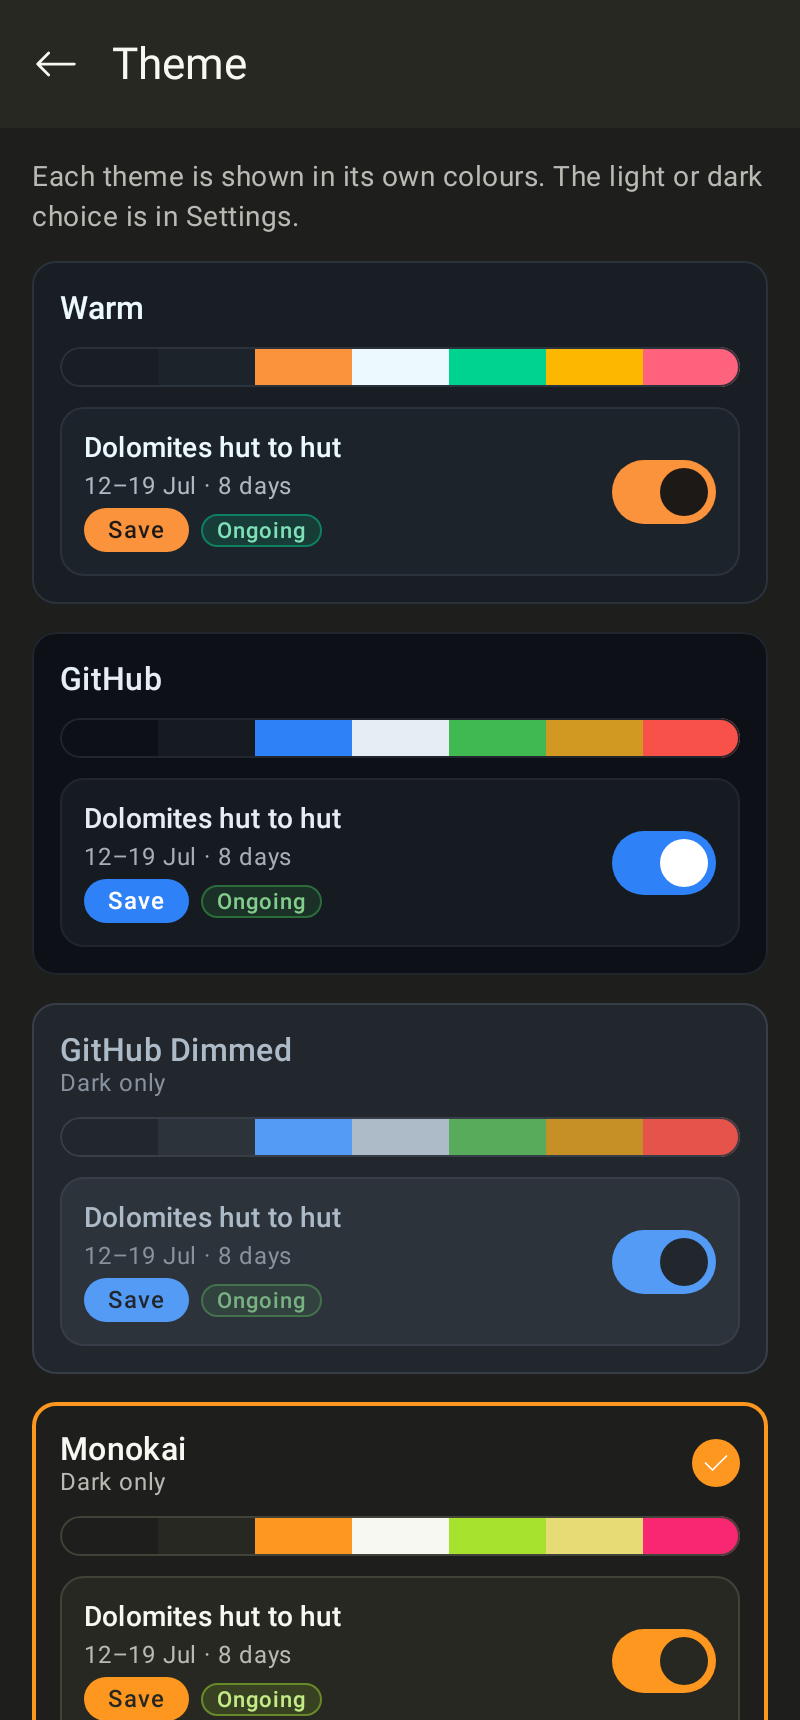 Theme
Each theme is shown in its own colours. The light or dark
choice is in Settings.
Warm
Dolomites hut to hut
12–19 Jul · 8 days
Save
Ongoing
GitHub
Dolomites hut to hut
12–19 Jul · 8 days
Save
Ongoing
GitHub Dimmed
Dark only
Dolomites hut to hut
12–19 Jul · 8 days
Save
Ongoing
Monokai
Dark only
Dolomites hut to hut
12–19 Jul · 8 days
Save
Ongoing